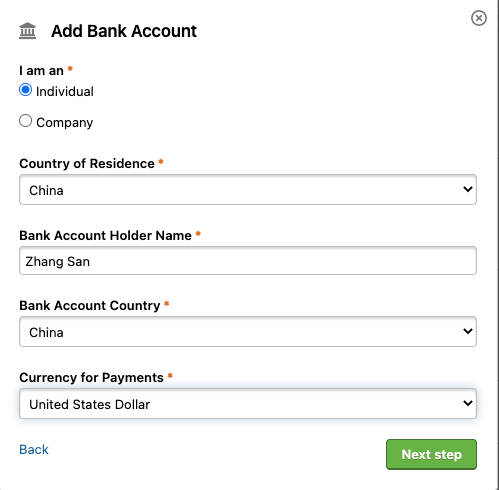 Add Bank Account
I am an *
Individual
Company
Country of Residence *
China
Bank Account Holder Name *
Zhang San
Bank Account Country *
China
Currency for Payments *
United States Dollar
Back
Next step